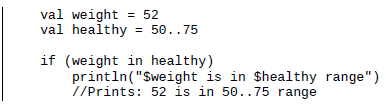 val weight = 52
val healthy = 50..75
if (weight in healthy)
println("$weight is in $healthy range")
//Prints: 52 is in 50..75 range